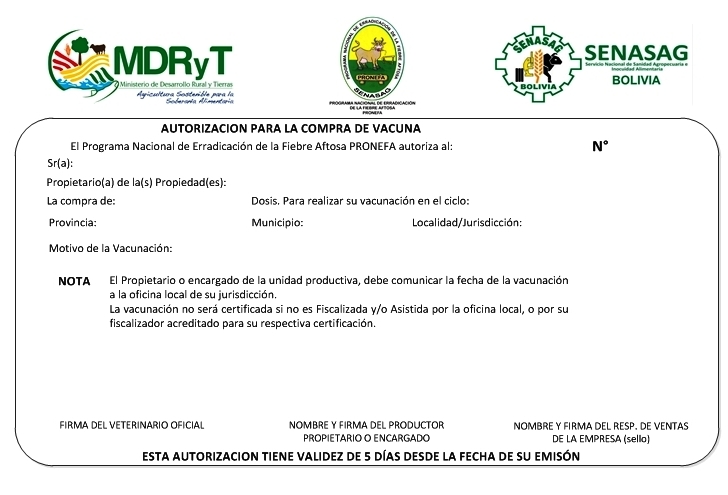 MDRyT
Ministerio de Desarrollo Rural y Tierras
Agricultura Sostenible para la
Soberanía Alimentaria
PROGRAMA NACIONAL DE ERRADICACIÓN DE LA FIEBRE AFTOSA
PRONEFA
SENASAG
PROGRAMA NACIONAL DE ERRADICACIÓN
DE LA FIEBRE AFTOSA
PRONEFA
SENASAG
BOLIVIA
SENASAG
Servicio Nacional de Sanidad Agropecuaria e
Inocuidad Alimentaria
BOLIVIA
AUTORIZACION PARA LA COMPRA DE VACUNA
El Programa Nacional de Erradicación de la Fiebre Aftosa PRONEFA autoriza al:
N°
Sr(a):
Propietario(a) de la(s) Propiedad(es):
La compra de: Dosis. Para realizar su vacunación en el ciclo:
Provincia: Municipio: Localidad/Jurisdicción:
Motivo de la Vacunación:
NOTA El Propietario o encargado de la unidad productiva, debe comunicar la fecha de la vacunación
a la oficina local de su jurisdicción.
La vacunación no será certificada si no es Fiscalizada y/o Asistida por la oficina local, o por su
fiscalizador acreditado para su respectiva certificación.
FIRMA DEL VETERINARIO OFICIAL
NOMBRE Y FIRMA DEL PRODUCTOR
PROPIETARIO O ENCARGADO
NOMBRE Y FIRMA DEL RESP. DE VENTAS
DE LA EMPRESA (sello)
ESTA AUTORIZACION TIENE VALIDEZ DE 5 DÍAS DESDE LA FECHA DE SU EMISÓN